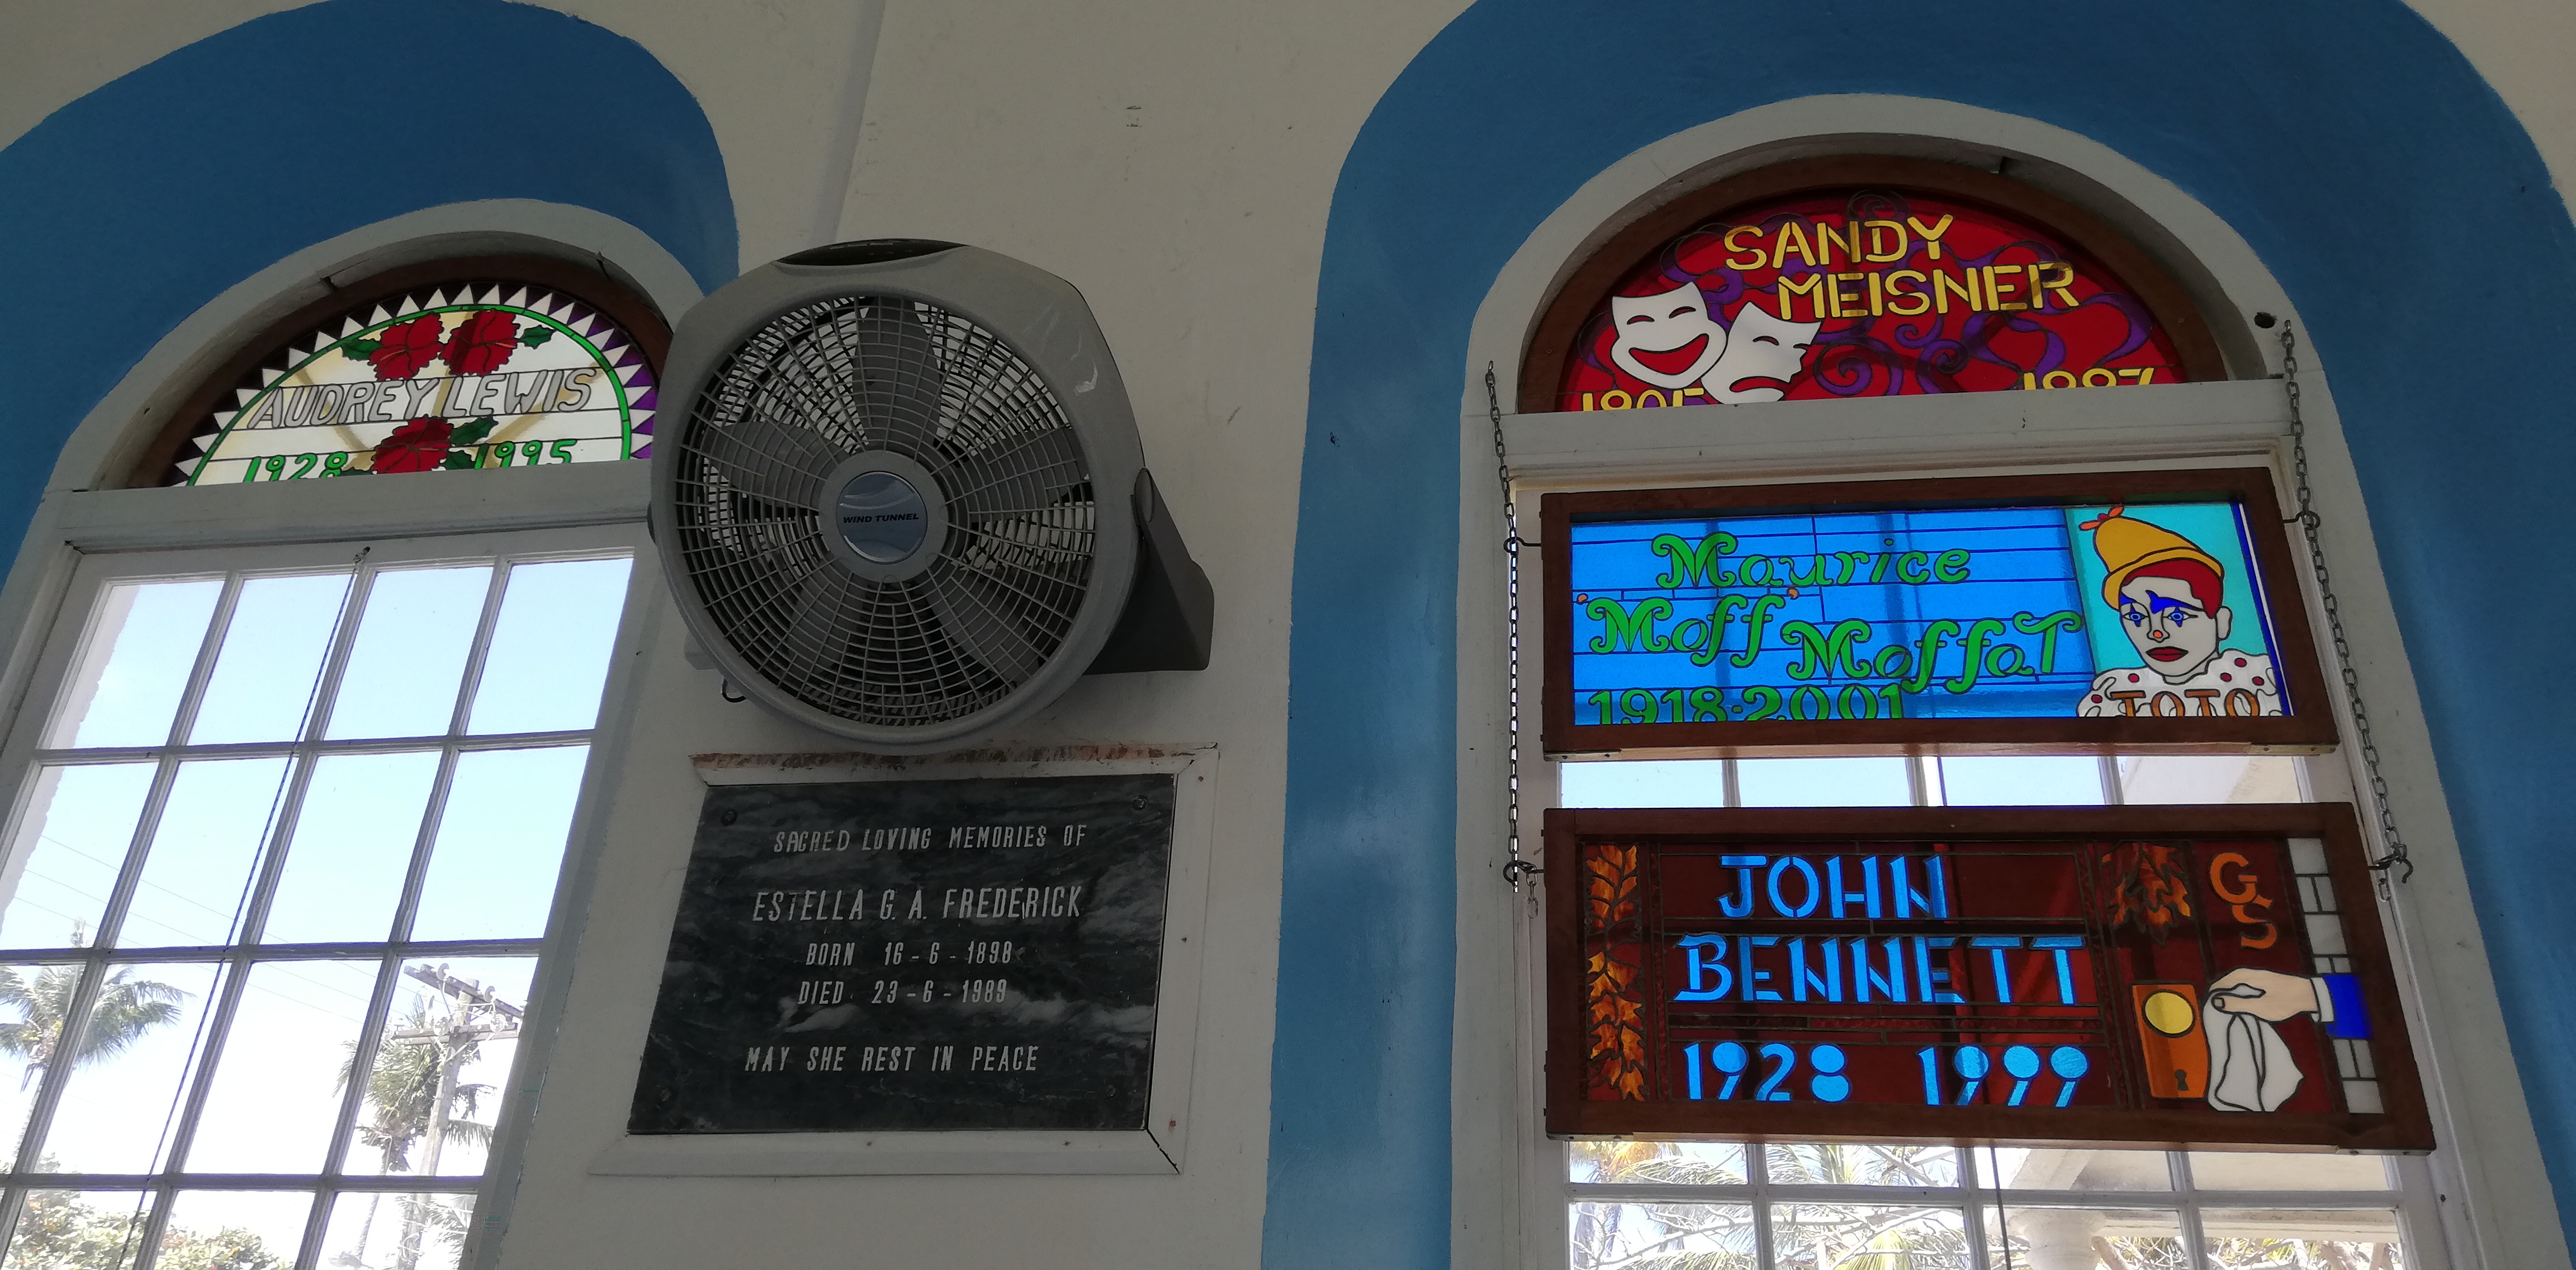 AUDREY LEWIS
1928 1995
WIND TUNNEL
SACRED LOVING MEMORIES OF
ESTELLA G. A. FREDERICK
BORN 16-6-1898
DIED 23-6-1989
MAY SHE REST IN PEACE
SANDY
MEISNER
Maurice
"Moff" Moffat
1918-2001
TOTO
JOHN
BENNETT
1928 1999
GS